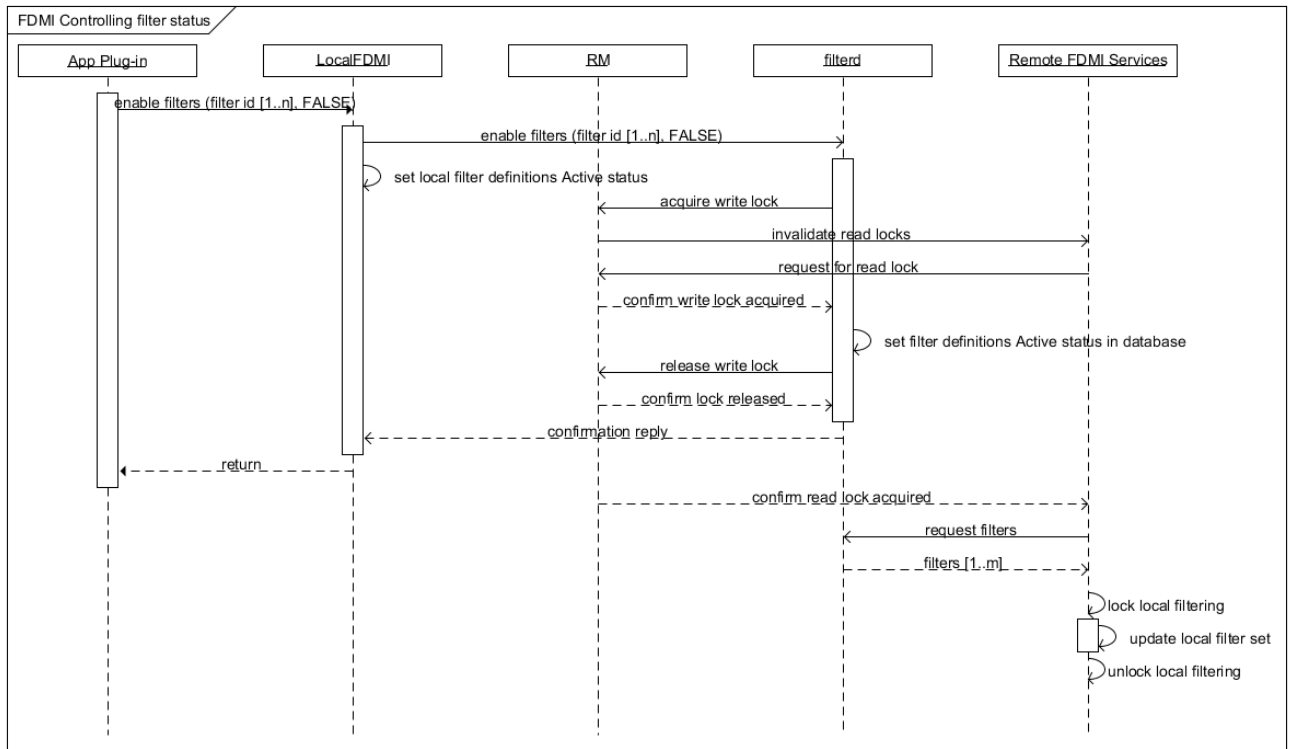 FDMI Controlling filter status
App Plug-in
LocalFDMI
RM
filterd
Remote FDMI Services
enable filters (filter id [1..n], FALSE)
enable filters (filter id [1..n], FALSE)
set local filter definitions Active status
acquire write lock
invalidate read locks
request for read lock
confirm write lock acquired
set filter definitions Active status in database
release write lock
confirm lock released
confirmation reply
return
confirm read lock acquired
request filters
filters [1..m]
lock local filtering
update local filter set
unlock local filtering